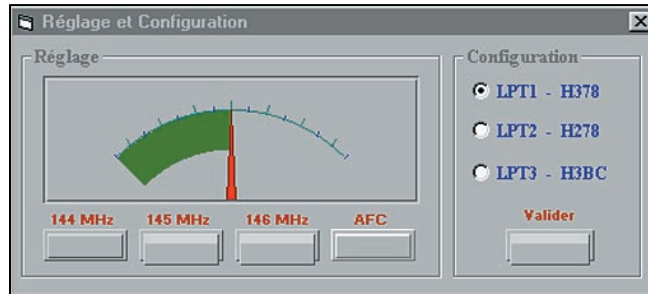 Réglage et Configuration
Réglage
144 MHz 145 MHz 146 MHz AFC
Configuration
LPT1 - H378
LPT2 - H278
LPT3 - H3BC
Valider